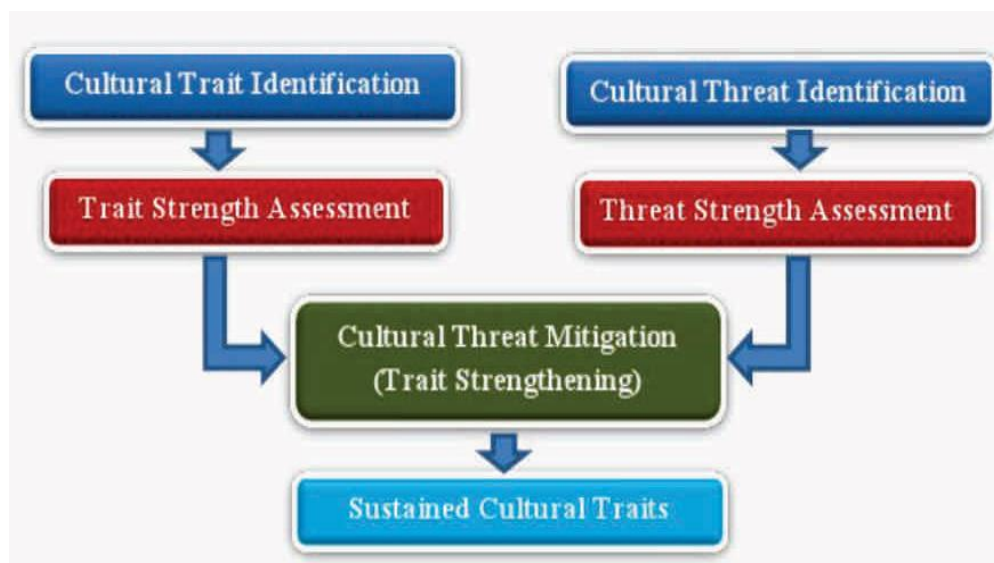 Cultural Trait Identification
Cultural Threat Identification
Trait Strength Assessment
Threat Strength Assessment
Cultural Threat Mitigation
(Trait Strengthening)
Sustained Cultural Traits